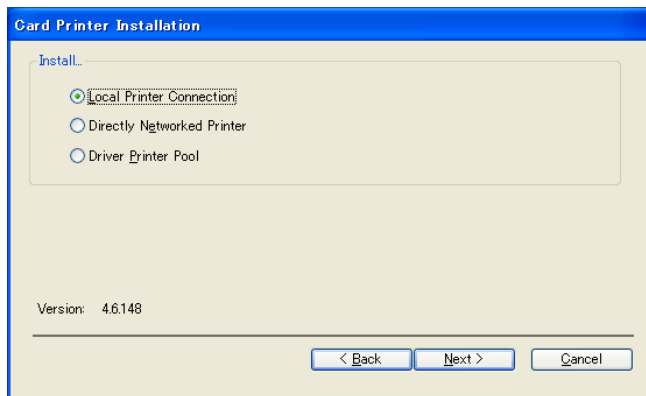 Card Printer Installation
Install...
Local Printer Connection
Directly Networked Printer
Driver Printer Pool
Version: 4.6.148
< Back Next > Cancel